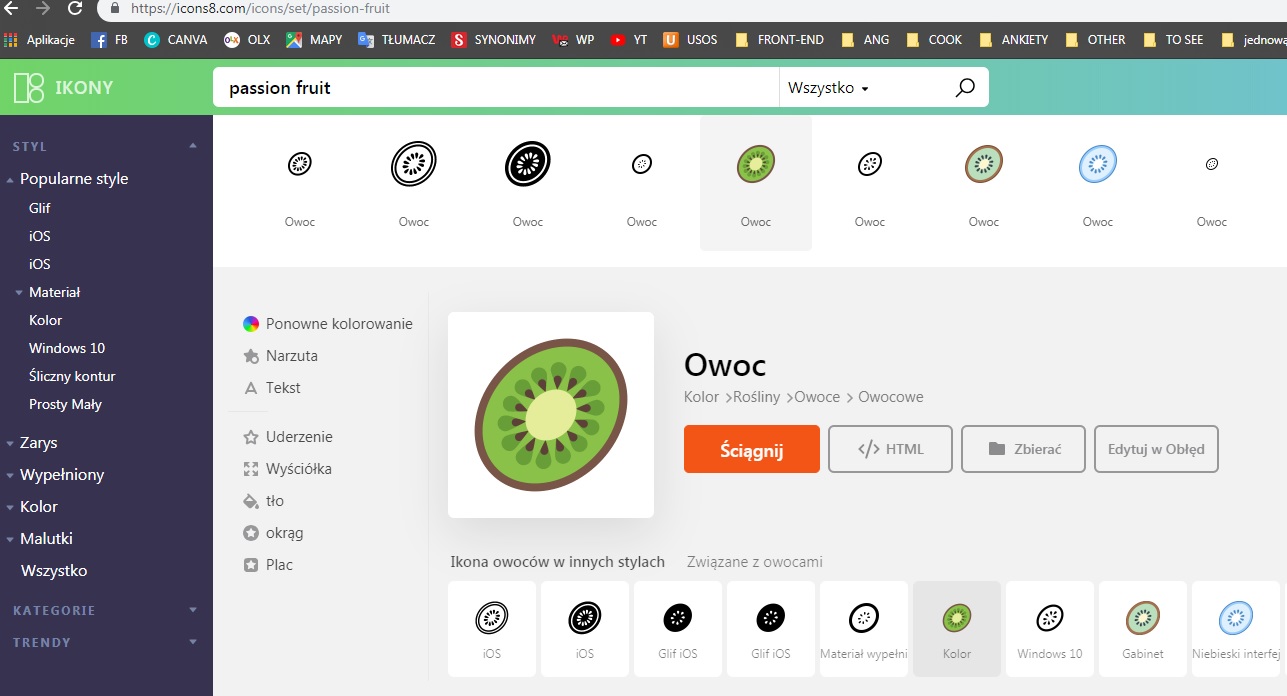 https://icons8.com/icons/set/passion-fruit
Aplikacje FB CANVA OLX MAPY TŁUMACZ SYNONIMY WP YT USOS FRONT-END ANG COOK ANKIETY OTHER TO SEE jednową
IKONY
passion fruit
Wszystko
STYL
Popularne style
Glif
iOS
iOS
Materiał
Kolor
Windows 10
Śliczny kontur
Prosty Mały
Zarys
Wypełniony
Kolor
Malutki
Wszystko
KATEGORIE
TRENDY
Owoc Owoc Owoc Owoc Owoc Owoc Owoc Owoc Owoc
Ponowne kolorowanie
Narzuta
Tekst
Uderzenie
Wyściółka
tło
okrąg
Plac
Owoc
Kolor >Rośliny >Owoce > Owocowe
Ściągnij </> HTML Zbierać Edytuj w Obłęd
Ikona owoców w innych stylach Związane z owocami
iOS iOS Glif iOS Glif iOS Materiał wypełni Kolor Windows 10 Gabinet Niebieski interfej